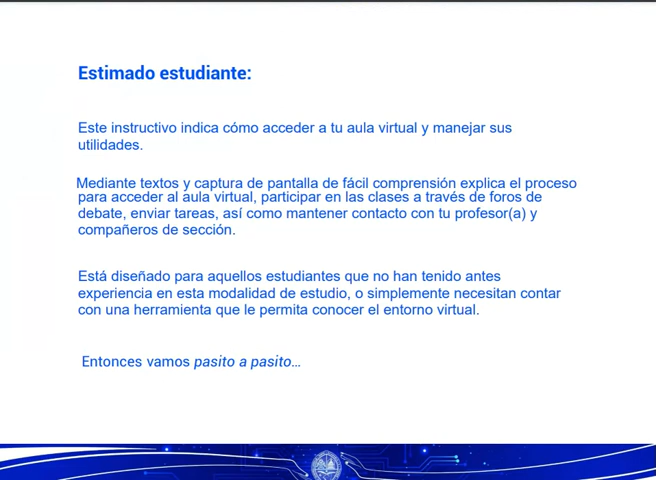 Estimado estudiante:
Este instructivo indica cómo acceder a tu aula virtual y manejar sus
utilidades.
Mediante textos y captura de pantalla de fácil comprensión explica el proceso
para acceder al aula virtual, participar en las clases a través de foros de
debate, enviar tareas, así como mantener contacto con tu profesor(a) y
compañeros de sección.
Está diseñado para aquellos estudiantes que no han tenido antes
experiencia en esta modalidad de estudio, o simplemente necesitan contar
con una herramienta que le permita conocer el entorno virtual.
Entonces vamos pasito a pasito...